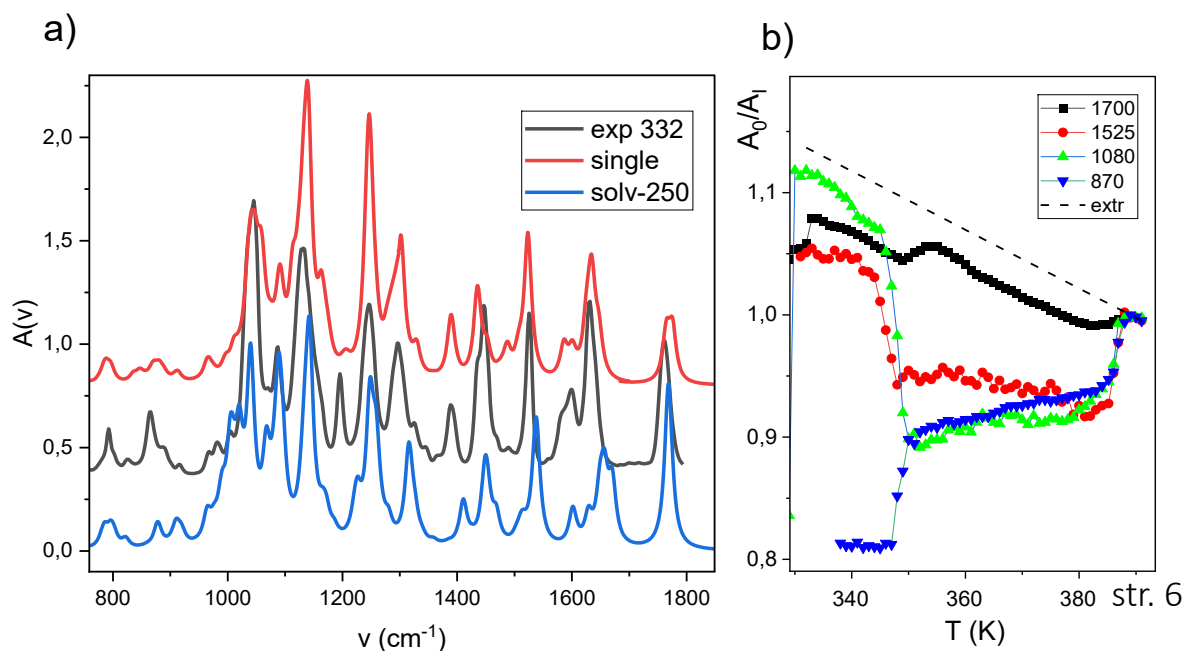 a)
2,0
1,5
1,0
0,5
0,0
A(ν)
exp 332
single
solv-250
800 1000 1200 1400 1600 1800
ν (cm⁻¹)
b)
A₀/Aₗ
1,1
1,0
0,9
0,8
1700
1525
1080
870
extr
340 360 380
T (K)
str. 6